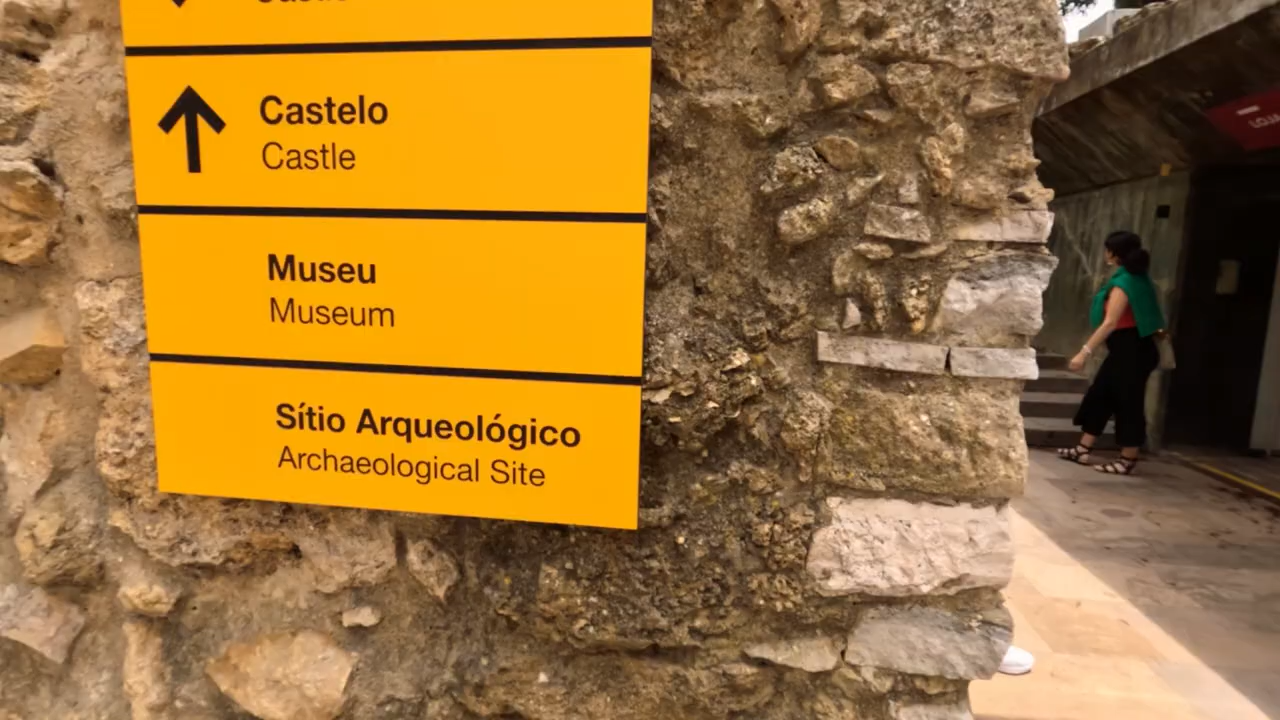 Castelo
Castle
Museu
Museum
Sítio Arqueológico
Archaeological Site